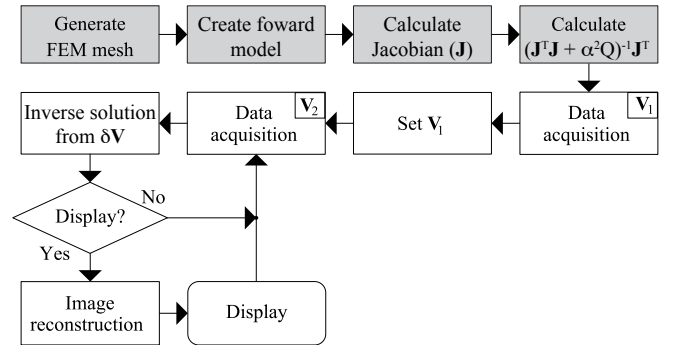 Generate
FEM mesh
Create foward
model
Calculate
Jacobian (J)
Calculate
(JᵀJ + α²Q)⁻¹Jᵀ
Inverse solution
from δV
V₂
Data
acquisition
Set V₁
V₁
Data
acquisition
Display?
No
Yes
Image
reconstruction
Display